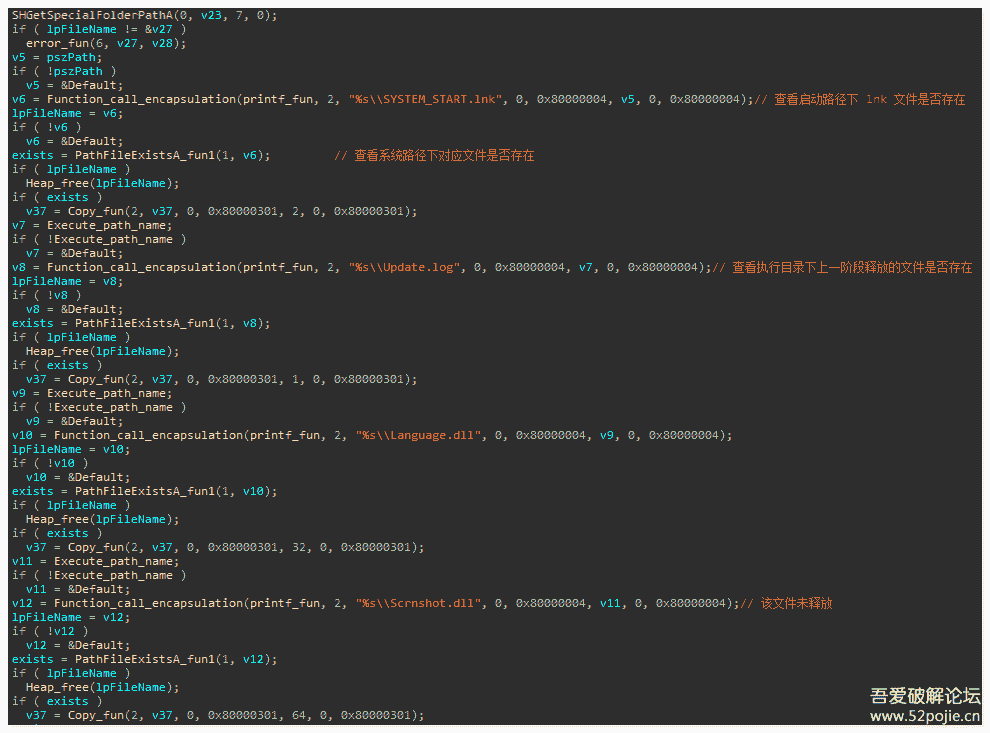 SHGetSpecialFolderPathA(0, v23, 7, 0);
if ( lpFileName != &v27 )
error_fun(6, v27, v28);
v5 = pszPath;
if ( !pszPath )
v5 = &Default;
v6 = Function_call_encapsulation(printf_fun, 2, "%s\\SYSTEM_START.lnk", 0, 0x80000004, v5, 0, 0x80000004);// 查看启动路径下 lnk 文件是否存在
lpFileName = v6;
if ( !v6 )
v6 = &Default;
exists = PathFileExistsA_fun1(1, v6); // 查看系统路径下对应文件是否存在
if ( lpFileName )
Heap_free(lpFileName);
if ( exists )
v37 = Copy_fun(2, v37, 0, 0x80000301, 2, 0, 0x80000301);
v7 = Execute_path_name;
if ( !Execute_path_name )
v7 = &Default;
v8 = Function_call_encapsulation(printf_fun, 2, "%s\\Update.log", 0, 0x80000004, v7, 0, 0x80000004);// 查看执行目录下上一阶段释放的文件是否存在
lpFileName = v8;
if ( !v8 )
v8 = &Default;
exists = PathFileExistsA_fun1(1, v8);
if ( lpFileName )
Heap_free(lpFileName);
if ( exists )
v37 = Copy_fun(2, v37, 0, 0x80000301, 1, 0, 0x80000301);
v9 = Execute_path_name;
if ( !Execute_path_name )
v9 = &Default;
v10 = Function_call_encapsulation(printf_fun, 2, "%s\\Language.dll", 0, 0x80000004, v9, 0, 0x80000004);
lpFileName = v10;
if ( !v10 )
v10 = &Default;
exists = PathFileExistsA_fun1(1, v10);
if ( lpFileName )
Heap_free(lpFileName);
if ( exists )
v37 = Copy_fun(2, v37, 0, 0x80000301, 32, 0, 0x80000301);
v11 = Execute_path_name;
if ( !Execute_path_name )
v11 = &Default;
v12 = Function_call_encapsulation(printf_fun, 2, "%s\\Scrnshot.dll", 0, 0x80000004, v11, 0, 0x80000004);// 该文件未释放
lpFileName = v12;
if ( !v12 )
v12 = &Default;
exists = PathFileExistsA_fun1(1, v12);
if ( lpFileName )
Heap_free(lpFileName);
if ( exists )
v37 = Copy_fun(2, v37, 0, 0x80000301, 64, 0, 0x80000301);
吾爱破解论坛
www.52pojie.cn